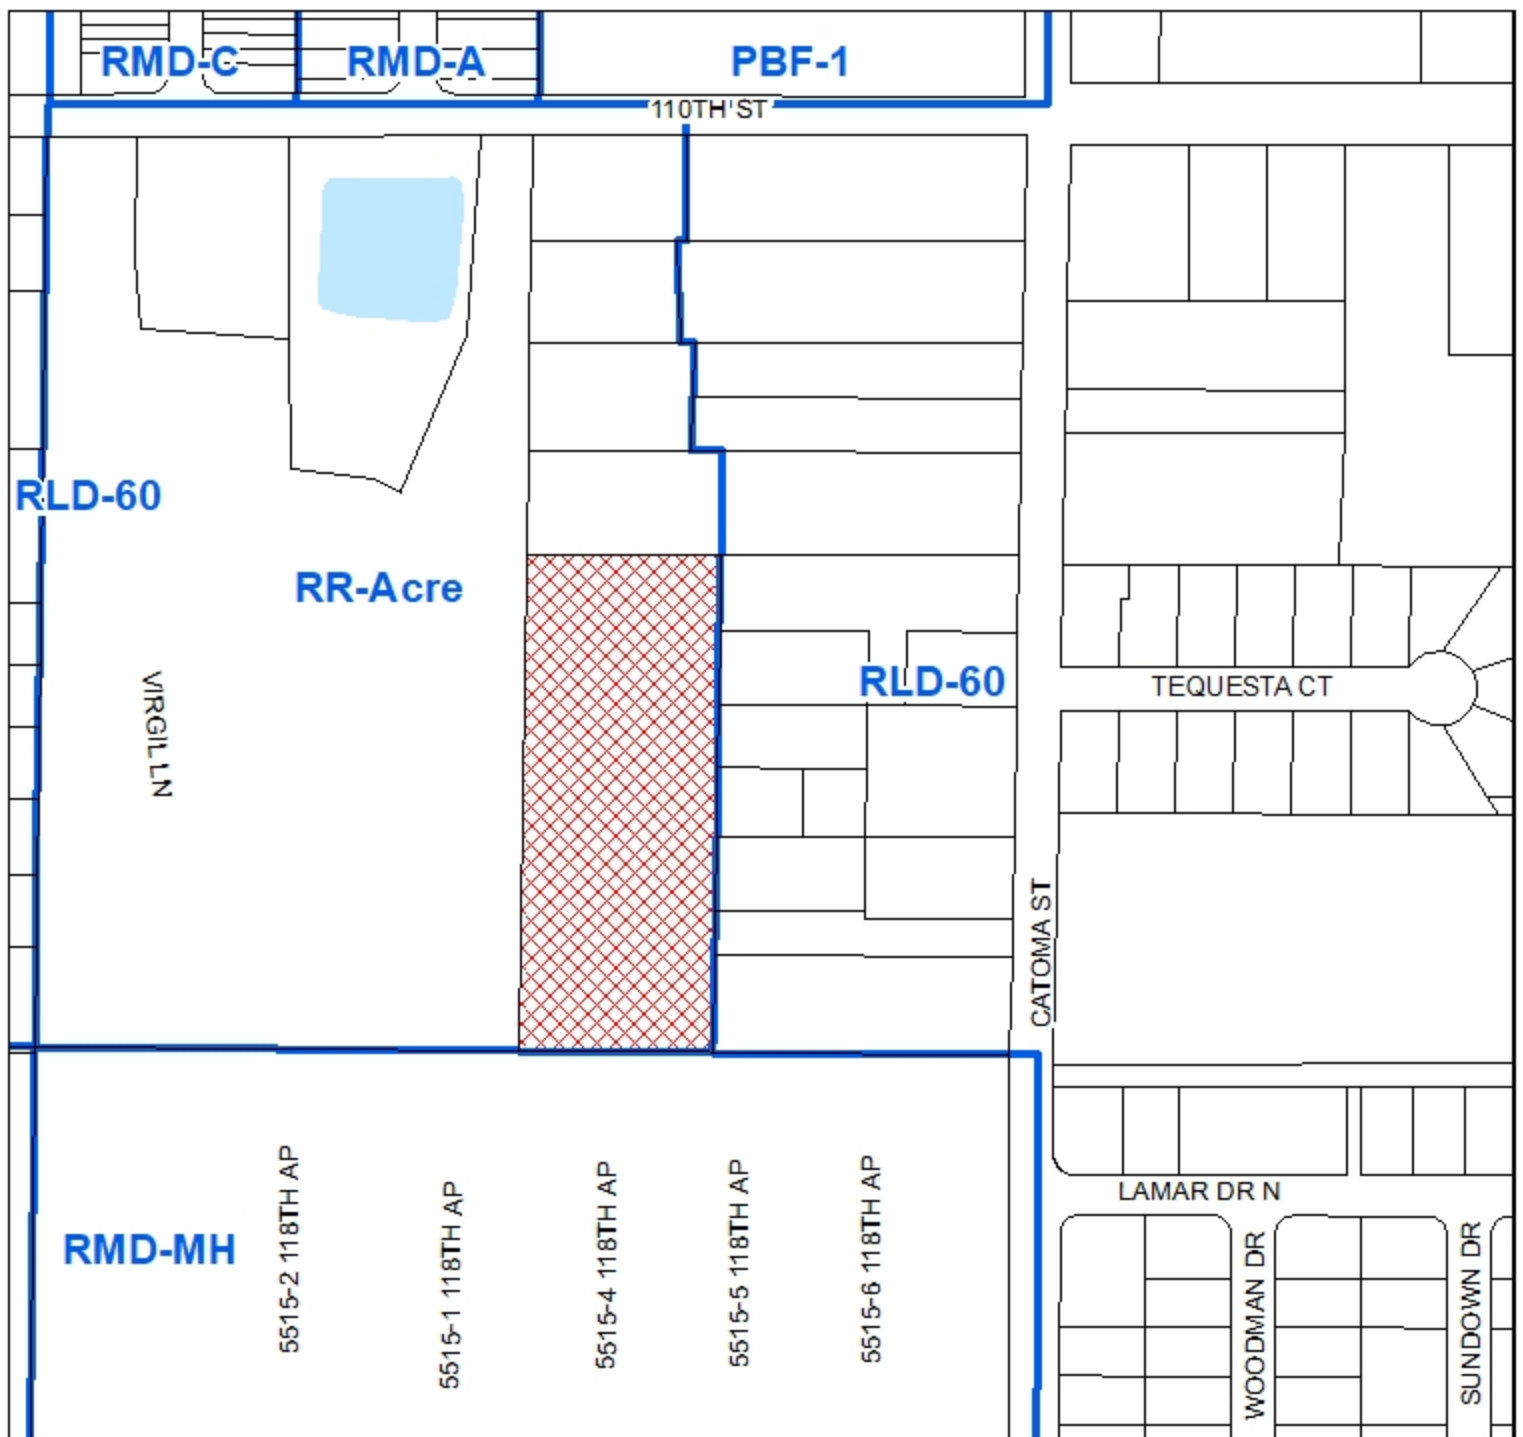 RMD-C
RMD-A
PBF-1
110TH ST
RLD-60
RR-Acre
RLD-60
TEQUESTA CT
VIRGIL LN
CATOMA ST
5515-2 118TH AP
5515-1 118TH AP
5515-4 118TH AP
5515-5 118TH AP
5515-6 118TH AP
LAMAR DR N
RMD-MH
WOODMAN DR
SUNDOWN DR